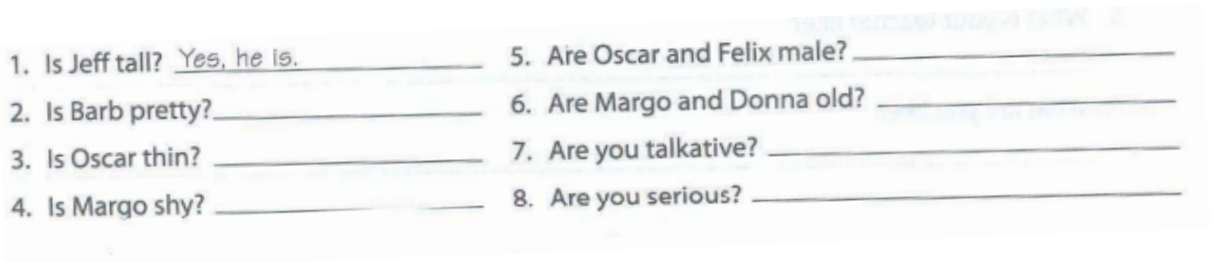 1. Is Jeff tall? Yes, he is.
2. Is Barb pretty?
3. Is Oscar thin?
4. Is Margo shy?
5. Are Oscar and Felix male?
6. Are Margo and Donna old?
7. Are you talkative?
8. Are you serious?